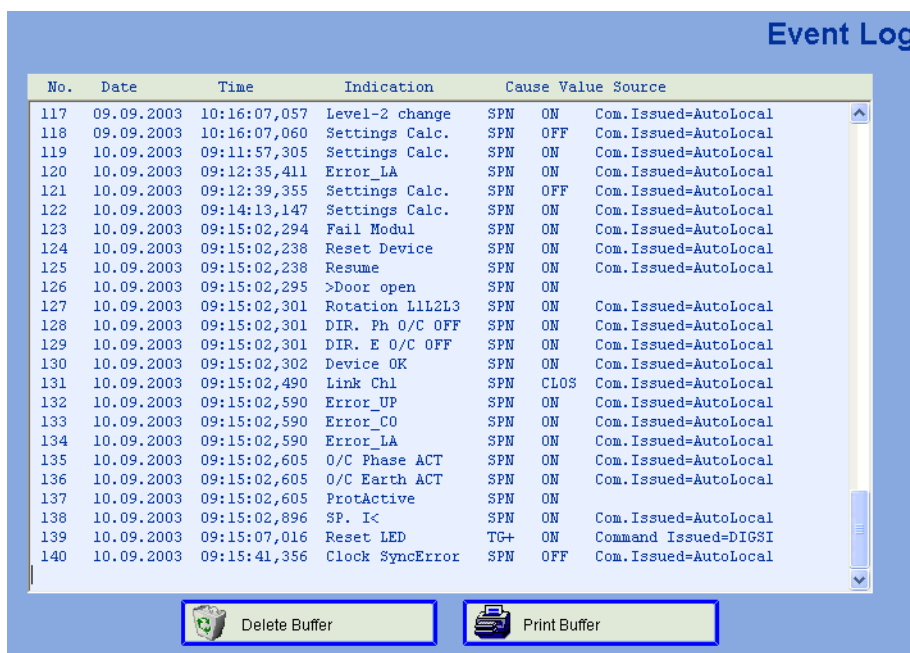 Event Log
No. Date Time Indication Cause Value Source
117 09.09.2003 10:16:07,057 Level-2 change SPN ON Com.Issued=AutoLocal
118 09.09.2003 10:16:07,060 Settings Calc. SPN OFF Com.Issued=AutoLocal
119 10.09.2003 09:11:57,305 Settings Calc. SPN ON Com.Issued=AutoLocal
120 10.09.2003 09:12:35,411 Error_LA SPN ON Com.Issued=AutoLocal
121 10.09.2003 09:12:39,355 Settings Calc. SPN OFF Com.Issued=AutoLocal
122 10.09.2003 09:14:13,147 Settings Calc. SPN ON Com.Issued=AutoLocal
123 10.09.2003 09:15:02,294 Fail Modul SPN ON Com.Issued=AutoLocal
124 10.09.2003 09:15:02,238 Reset Device SPN ON Com.Issued=AutoLocal
125 10.09.2003 09:15:02,238 Resume SPN ON Com.Issued=AutoLocal
126 10.09.2003 09:15:02,295 >Door open SPN ON
127 10.09.2003 09:15:02,301 Rotation L1L2L3 SPN ON Com.Issued=AutoLocal
128 10.09.2003 09:15:02,301 DIR. Ph O/C OFF SPN ON Com.Issued=AutoLocal
129 10.09.2003 09:15:02,301 DIR. E O/C OFF SPN ON Com.Issued=AutoLocal
130 10.09.2003 09:15:02,302 Device OK SPN ON Com.Issued=AutoLocal
131 10.09.2003 09:15:02,490 Link Ch1 SPN CLOS Com.Issued=AutoLocal
132 10.09.2003 09:15:02,590 Error_UP SPN ON Com.Issued=AutoLocal
133 10.09.2003 09:15:02,590 Error_CO SPN ON Com.Issued=AutoLocal
134 10.09.2003 09:15:02,590 Error_LA SPN ON Com.Issued=AutoLocal
135 10.09.2003 09:15:02,605 O/C Phase ACT SPN ON Com.Issued=AutoLocal
136 10.09.2003 09:15:02,605 O/C Earth ACT SPN ON Com.Issued=AutoLocal
137 10.09.2003 09:15:02,605 ProtActive SPN ON
138 10.09.2003 09:15:02,896 SP. I< SPN ON Com.Issued=AutoLocal
139 10.09.2003 09:15:07,016 Reset LED TG+ ON Command Issued=DIGSI
140 10.09.2003 09:15:41,356 Clock SyncError SPN OFF Com.Issued=AutoLocal
Delete Buffer
Print Buffer